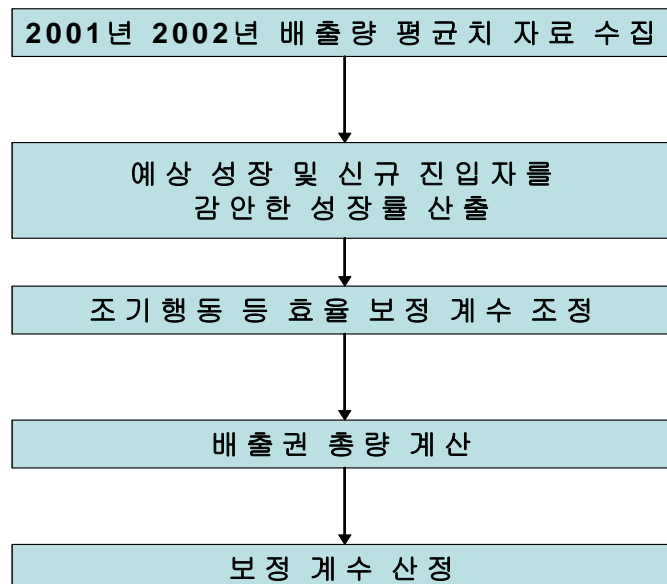 2001년 2002년 배출량 평균치 자료 수집
예상 성장 및 신규 진입자를
감안한 성장률 산출
조기행동 등 효율 보정 계수 조정
배출권 총량 계산
보정 계수 산정